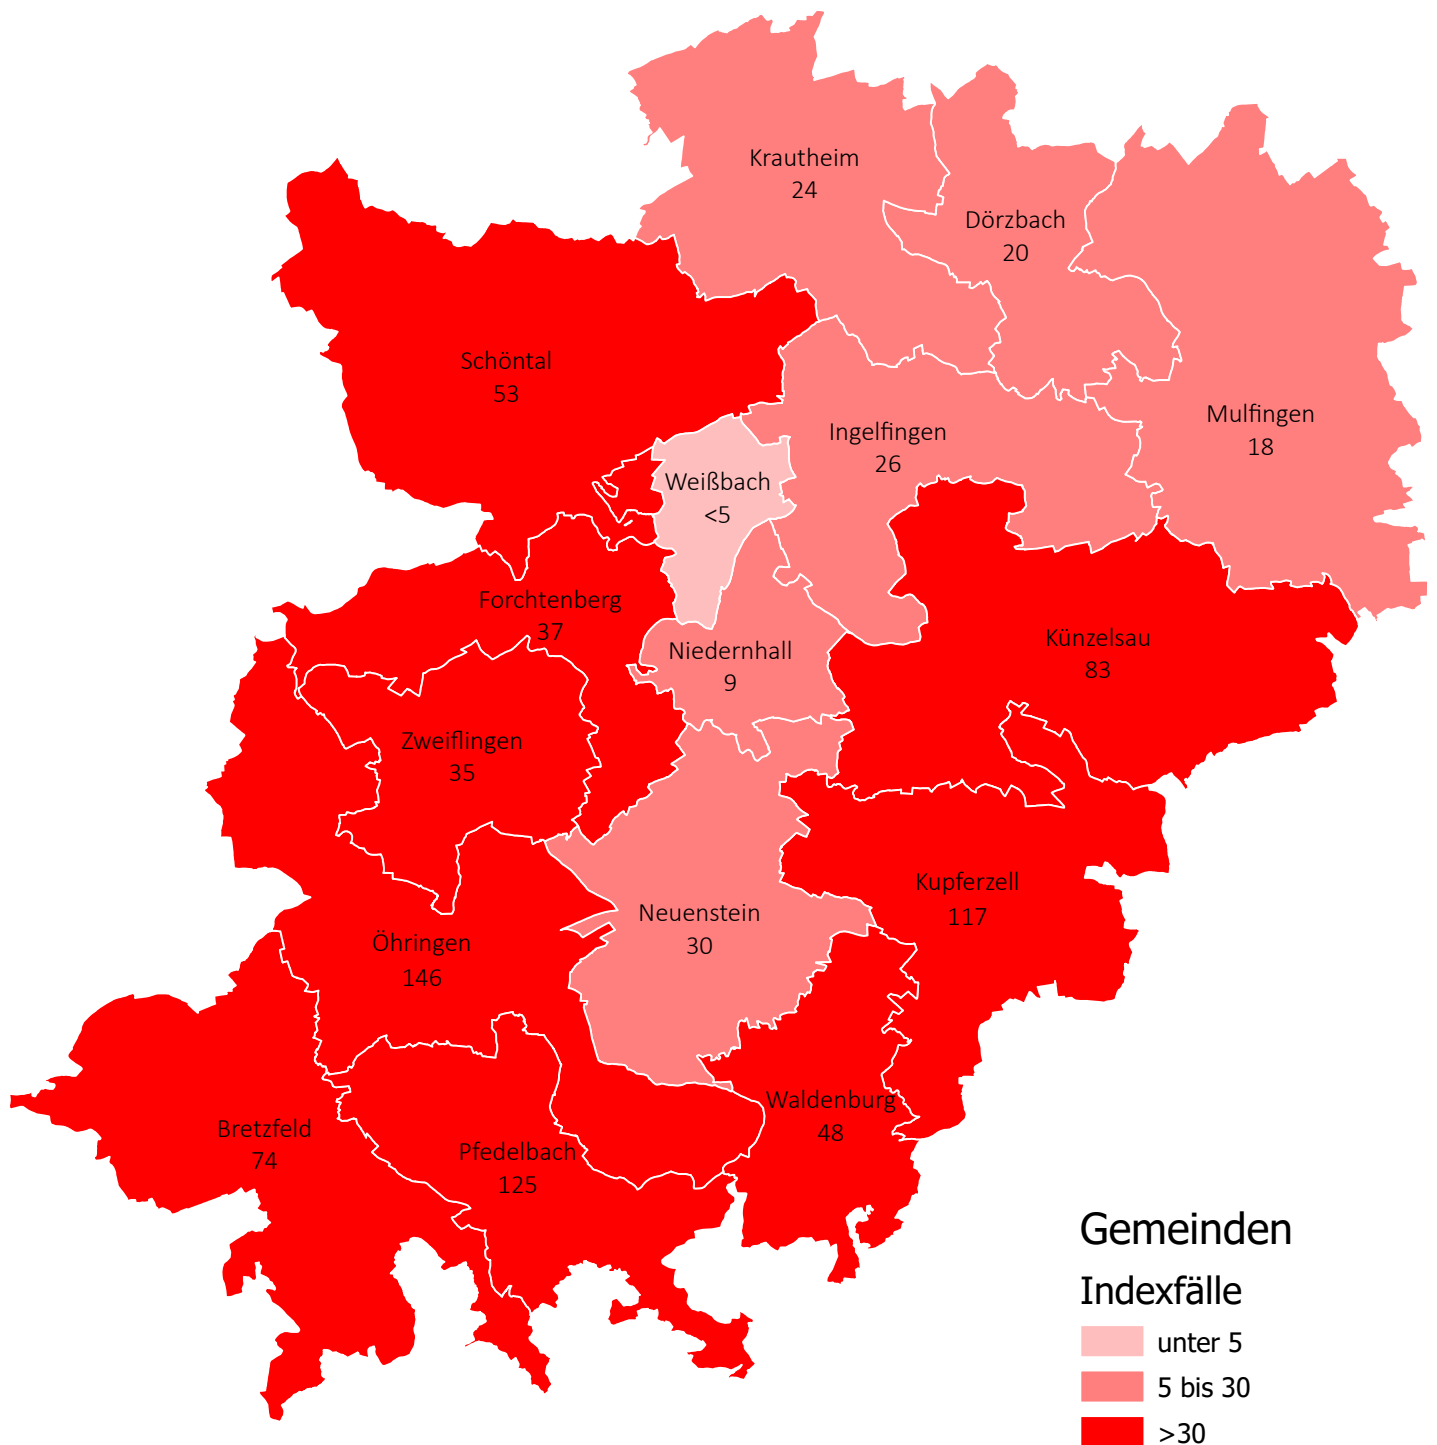 Krautheim
24
Dörzbach
20
Schöntal
53
Mulfingen
18
Ingelfingen
26
Weißbach
<5
Forchtenberg
37
Künzelsau
83
Niedernhall
9
Zweiflingen
35
Kupferzell
117
Neuenstein
30
Öhringen
146
Waldenburg
48
Bretzfeld
74
Pfedelbach
125
Gemeinden
Indexfälle
unter 5
5 bis 30
>30